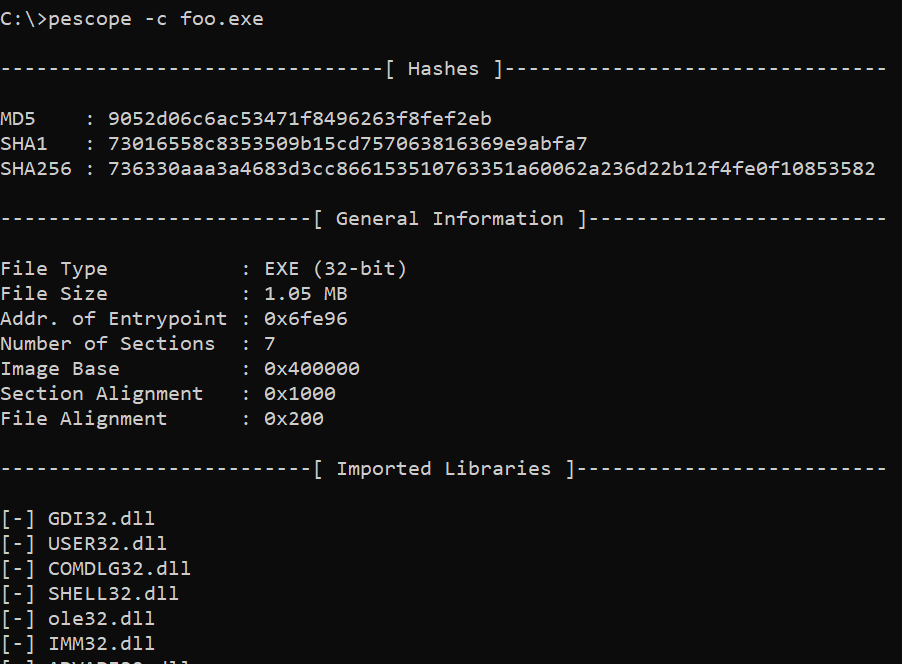 C:\>pescope -c foo.exe
--------------------------------[ Hashes ]--------------------------------
MD5    : 9052d06c6ac53471f8496263f8fef2eb
SHA1   : 73016558c8353509b15cd757063816369e9abfa7
SHA256 : 736330aaa3a4683d3cc866153510763351a60062a236d22b12f4fe0f10853582
--------------------------[ General Information ]-------------------------
File Type           : EXE (32-bit)
File Size           : 1.05 MB
Addr. of Entrypoint : 0x6fe96
Number of Sections  : 7
Image Base          : 0x400000
Section Alignment   : 0x1000
File Alignment      : 0x200
--------------------------[ Imported Libraries ]--------------------------
[-] GDI32.dll
[-] USER32.dll
[-] COMDLG32.dll
[-] SHELL32.dll
[-] ole32.dll
[-] IMM32.dll